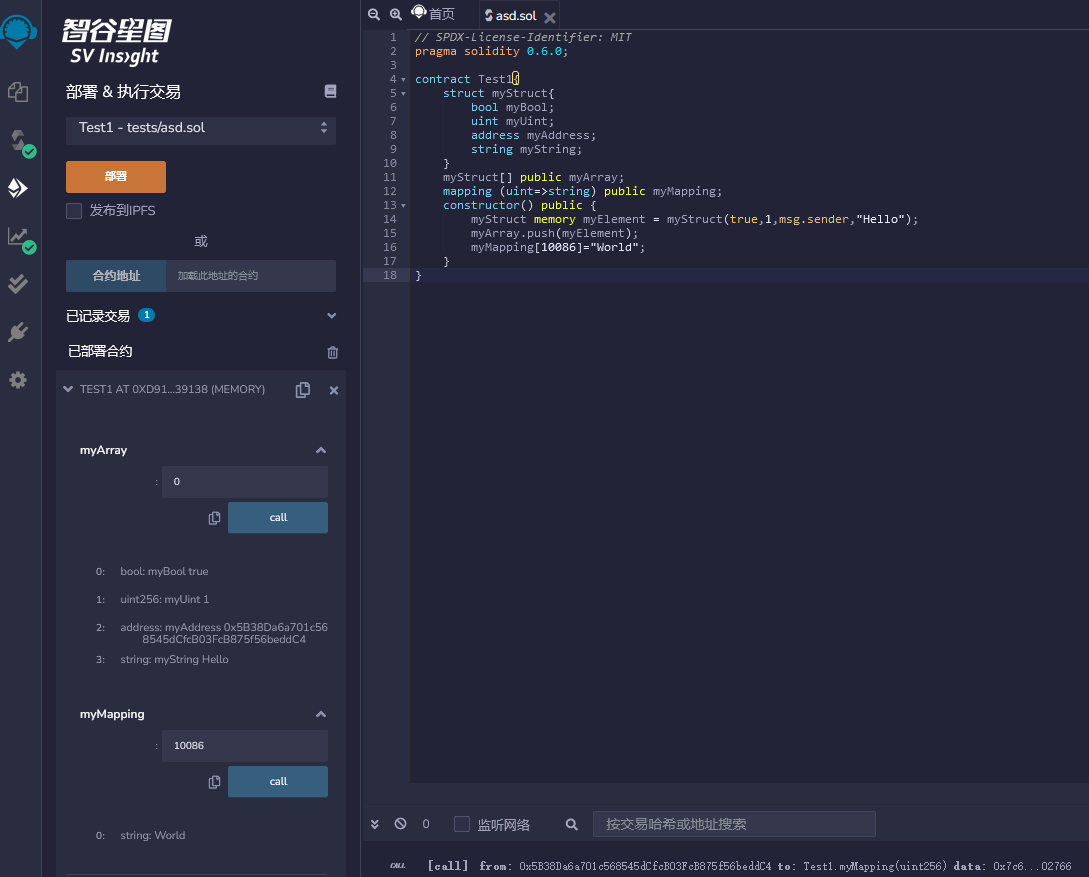 智谷星图
SV Insight
部署 & 执行交易
Test1 - tests/asd.sol
部署
发布到IPFS
或
合约地址
加载此地址的合约
已记录交易 1
已部署合约
TEST1 AT 0XD91...39138 (MEMORY)
myArray
: 0
call
0: bool: myBool true
1: uint256: myUint 1
2: address: myAddress 0x5B38Da6a701c56
8545dCfcB03FcB875f56beddC4
3: string: myString Hello
myMapping
: 10086
call
0: string: World
首页
asd.sol
1 // SPDX-License-Identifier: MIT
2 pragma solidity 0.6.0;
3
4 contract Test1{
5 struct myStruct{
6 bool myBool;
7 uint myUint;
8 address myAddress;
9 string myString;
10 }
11 myStruct[] public myArray;
12 mapping (uint=>string) public myMapping;
13 constructor() public {
14 myStruct memory myElement = myStruct(true,1,msg.sender,"Hello");
15 myArray.push(myElement);
16 myMapping[10086]="World";
17 }
18 }
0 监听网络 按交易哈希或地址搜索
CALL [call] from: 0x5B38Da6a701c568545dCfcB03FcB875f56beddC4 to: Test1.myMapping(uint256) data: 0x7c6...02766